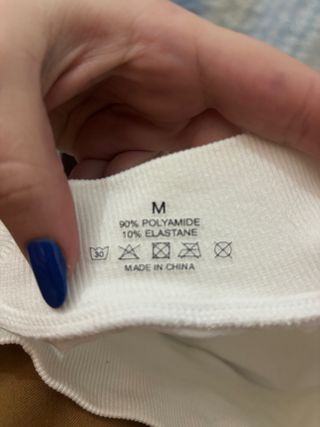 M
90% POLYAMIDE
10% ELASTANE
30
MADE IN CHINA